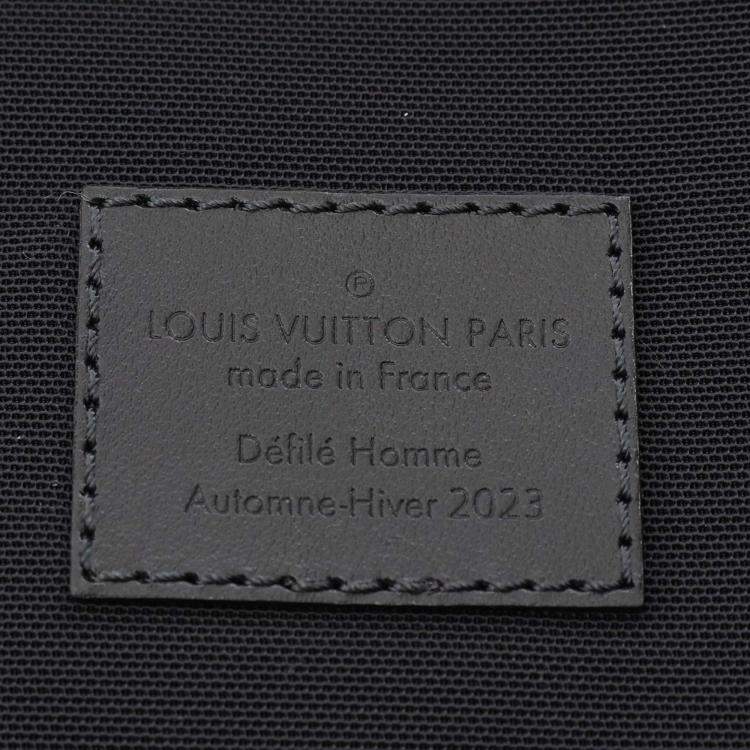 Ⓟ
LOUIS VUITTON PARIS
made in France
Défilé Homme
Automne-Hiver 2023